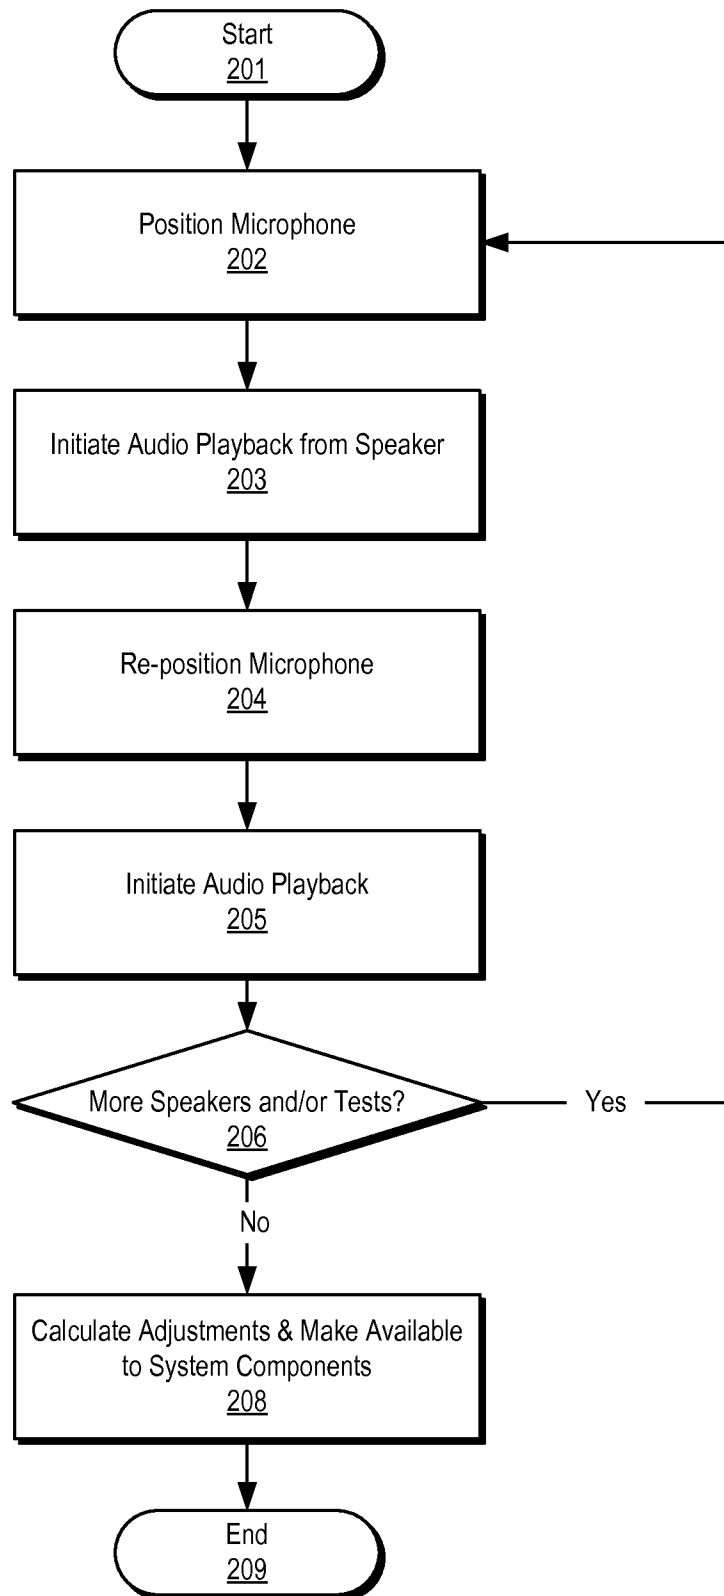 Start
201
Position Microphone
202
Initiate Audio Playback from Speaker
203
Re-position Microphone
204
Initiate Audio Playback
205
More Speakers and/or Tests?
206
Yes
No
Calculate Adjustments & Make Available
to System Components
208
End
209